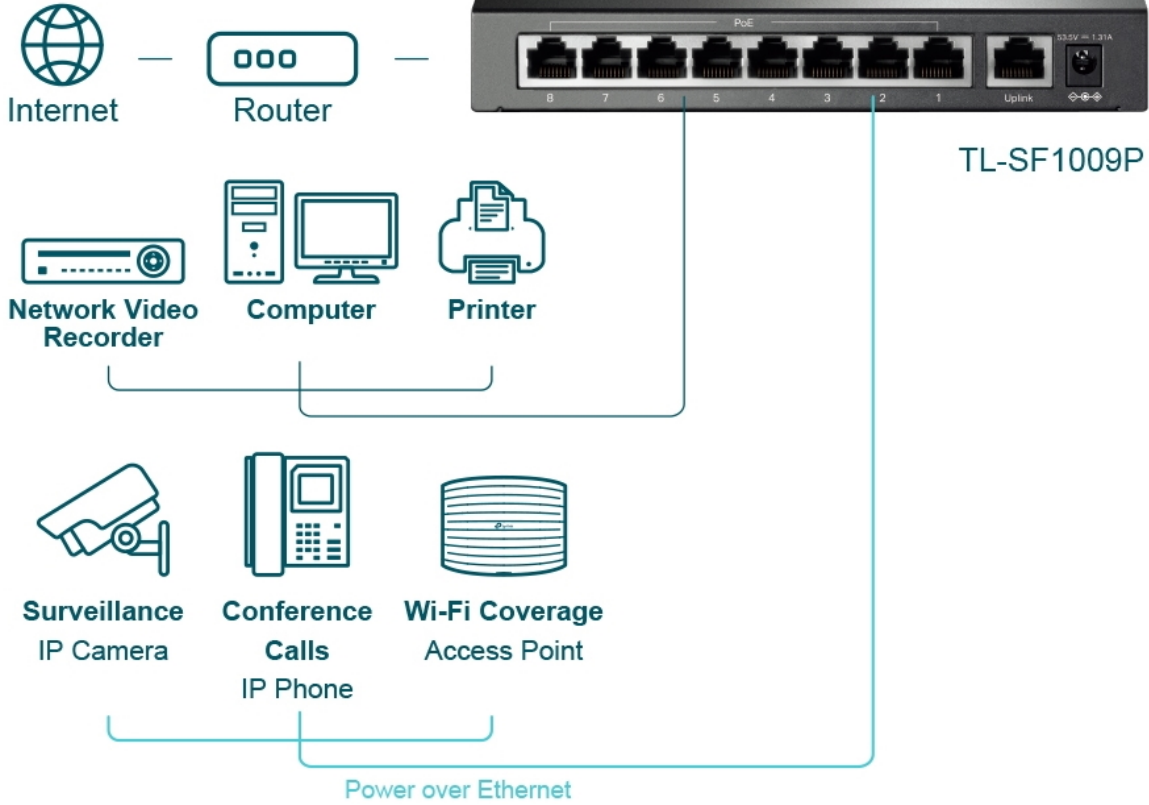 PoE
53.5V ⎓ 1.31A
8 7 6 5 4 3 2 1 Uplink
Internet
Router
TL-SF1009P
Network Video
Recorder
Computer
Printer
Surveillance
IP Camera
Conference
Calls
IP Phone
Wi-Fi Coverage
Access Point
Power over Ethernet